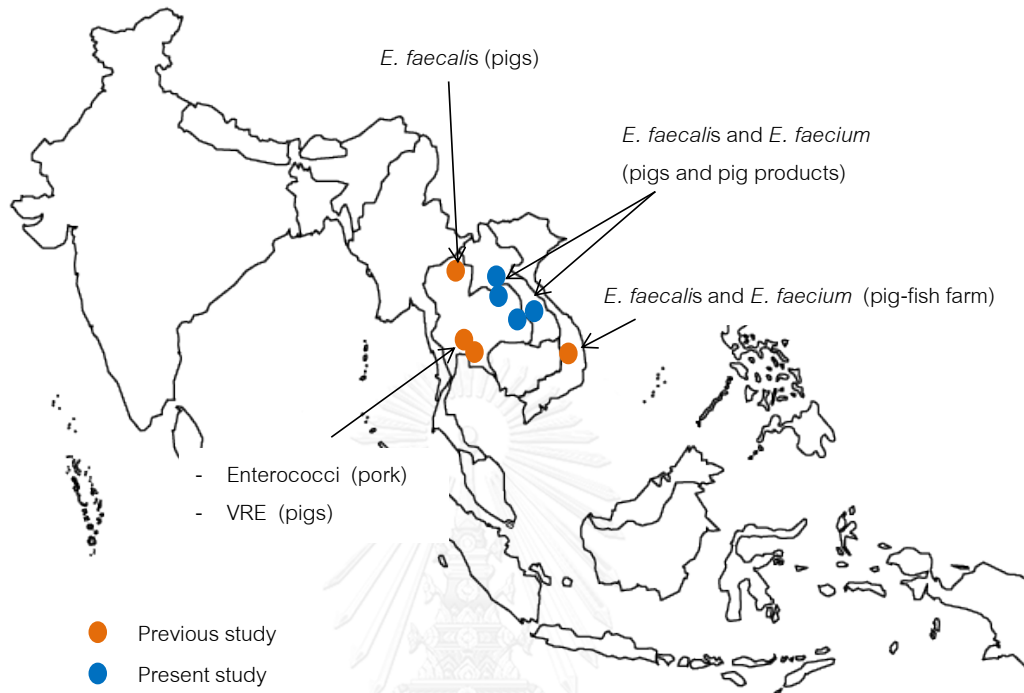 E. faecalis (pigs)
E. faecalis and E. faecium
(pigs and pig products)
E. faecalis and E. faecium (pig-fish farm)
- Enterococci (pork)
- VRE (pigs)
Previous study
Present study